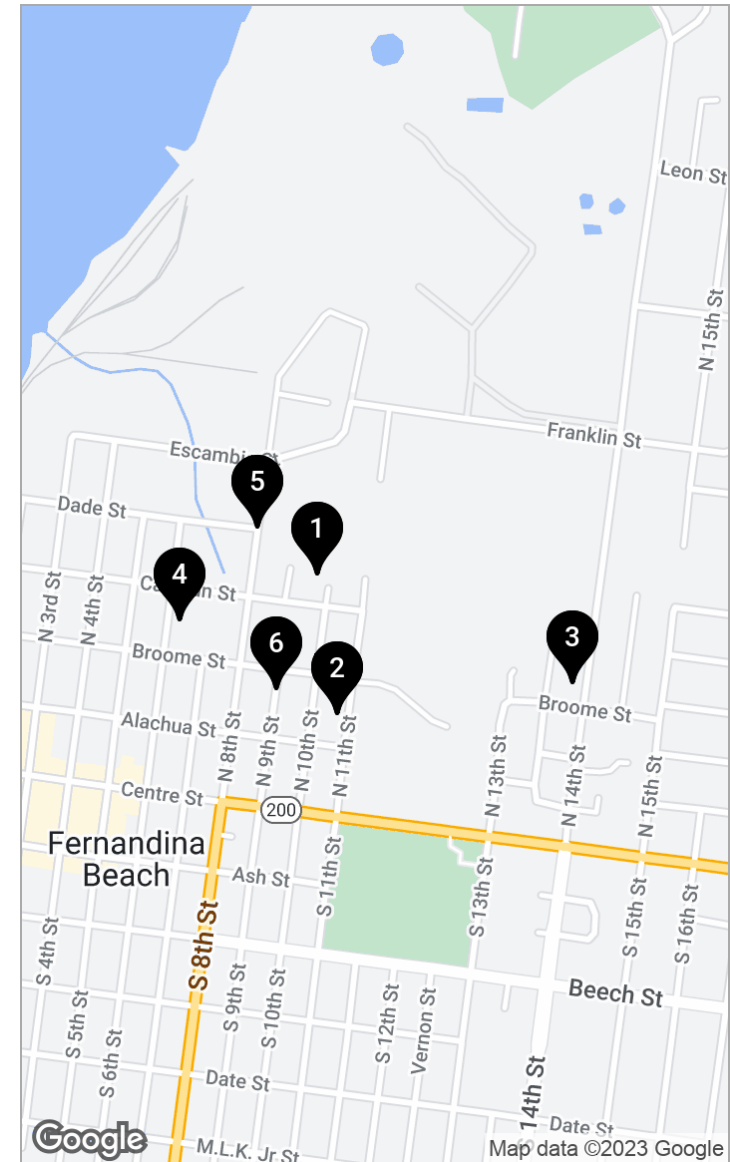 Leon St
N 15th St
Franklin St
Escambia St
5
Dade St
1
4
N 3rd St
N 4th St
6
3
Broome St
2
Broome St
Alachua St
N 8th St
N 9th St
N 10th St
N 11th St
N 13th St
N 14th St
N 15th St
Centre St
200
Fernandina
Beach
Ash St
S 11th St
S 13th St
S 15th St
S 16th St
S 4th St
S 8th St
Beech St
S 5th St
S 6th St
S 9th St
S 10th St
S 12th St
Vernon St
S 14th St
Date St
Date St
M.L.K. Jr St
Google
Map data ©2023 Google